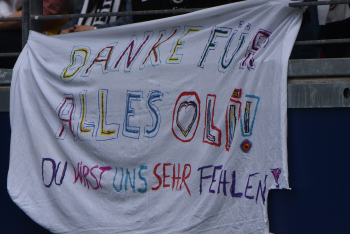 DANKE FÜR
ALLES OLI!
DU WIRST UNS SEHR FEHLEN